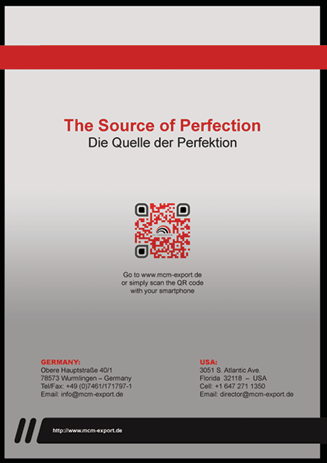 The Source of Perfection
Die Quelle der Perfektion
Go to www.mcm-export.de
or simply scan the QR code
with your smartphone
GERMANY:
Obere Hauptstraße 40/1
78573 Wurmlingen – Germany
Tel/Fax: +49 (0)7461/171797-1
Email: info@mcm-export.de
USA:
3051 S. Atlantic Ave.
Florida 32118 – USA
Cell: +1 647 271 1350
Email: director@mcm-export.de
http://www.mcm-export.de